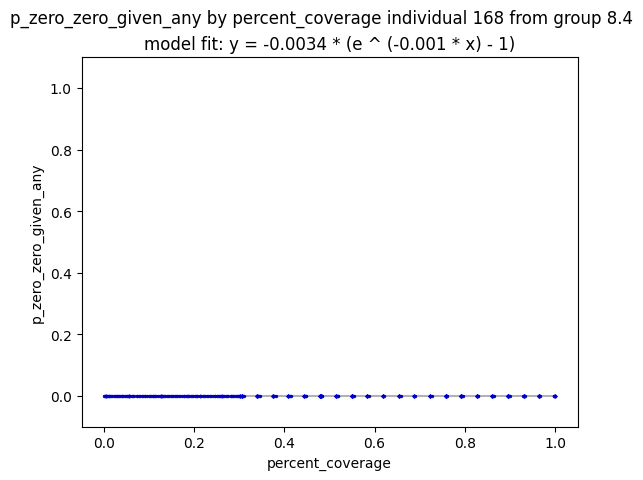 p_zero_zero_given_any by percent_coverage individual 168 from group 8.4
model fit: y = -0.0034 * (e ^ (-0.001 * x) - 1)
1.0
0.8
0.6
0.4
0.2
0.0
p_zero_zero_given_any
0.0 0.2 0.4 0.6 0.8 1.0
percent_coverage